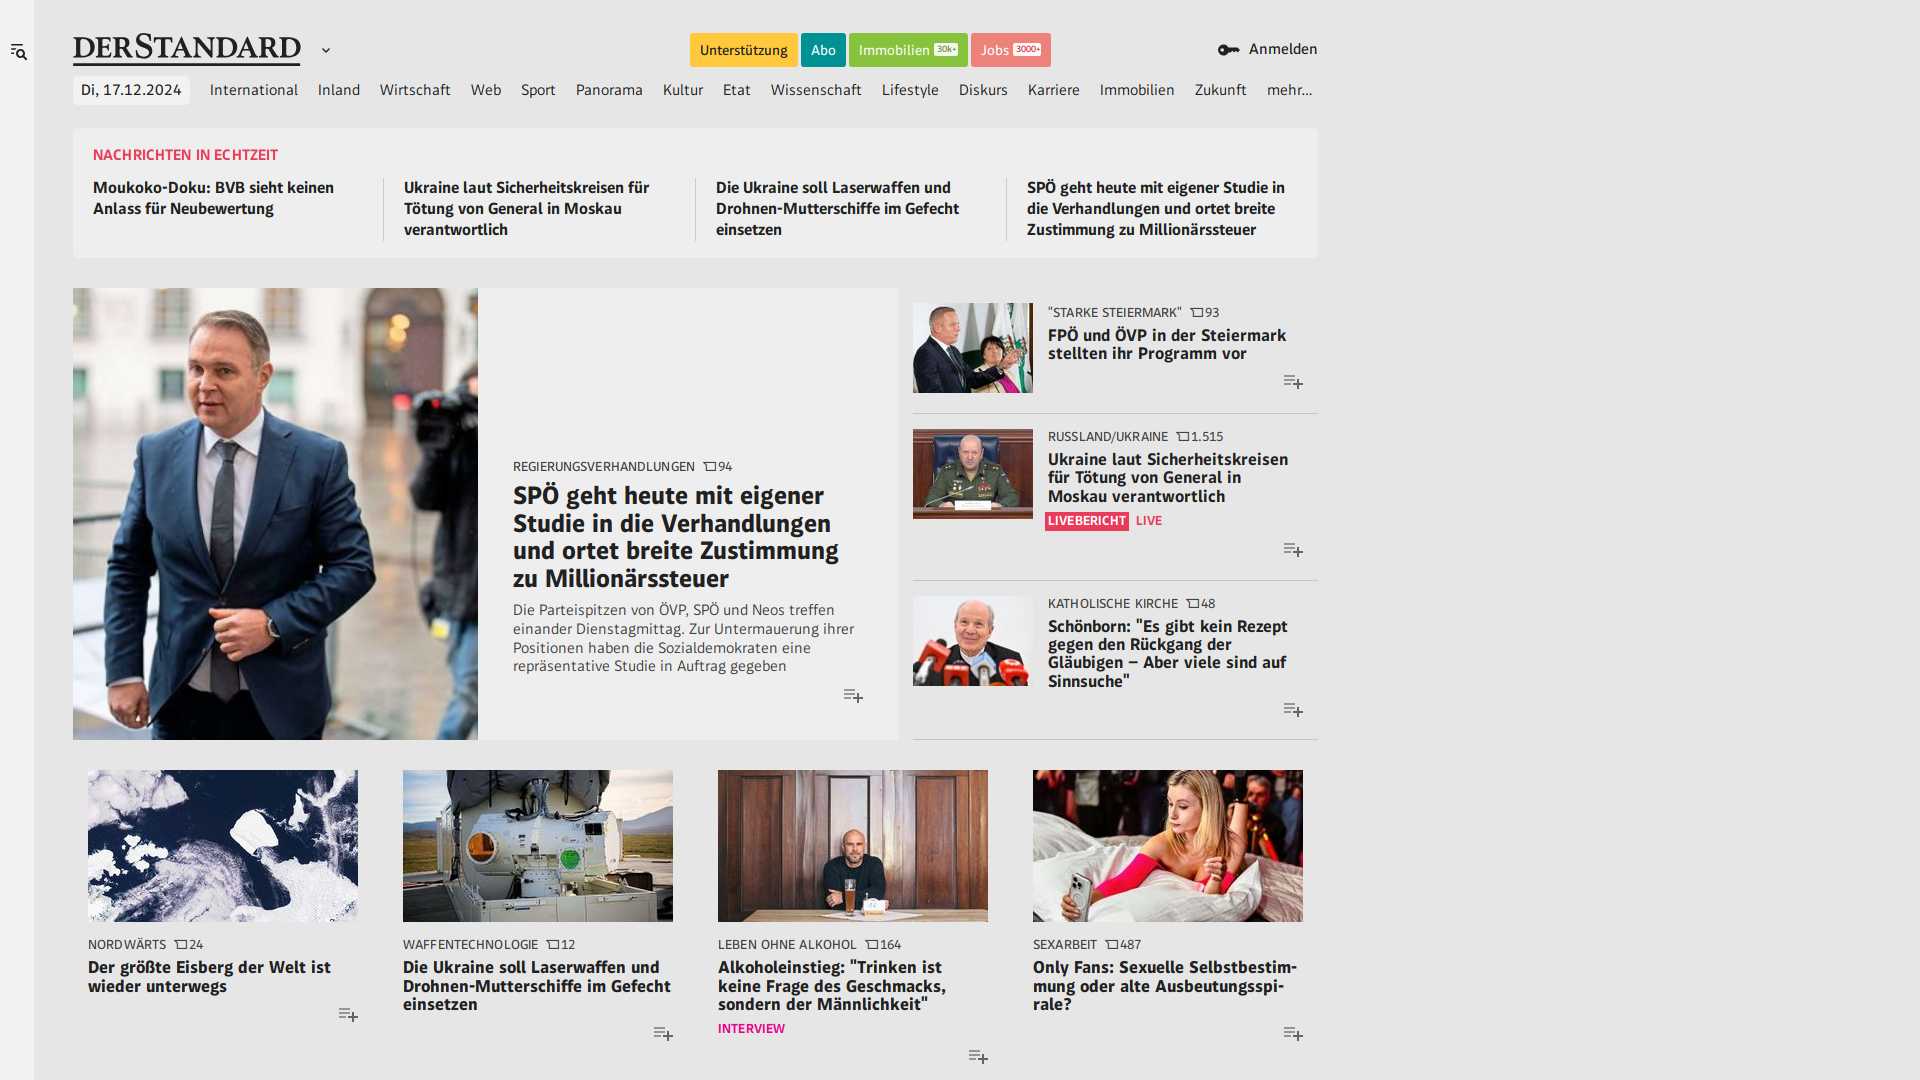 DERSTANDARD
Unterstützung
Abo
Immobilien 30k+
Jobs 3000+
Anmelden
Di, 17.12.2024
International
Inland
Wirtschaft
Web
Sport
Panorama
Kultur
Etat
Wissenschaft
Lifestyle
Diskurs
Karriere
Immobilien
Zukunft
mehr...
NACHRICHTEN IN ECHTZEIT
Moukoko-Doku: BVB sieht keinen
Anlass für Neubewertung
Ukraine laut Sicherheitskreisen für
Tötung von General in Moskau
verantwortlich
Die Ukraine soll Laserwaffen und
Drohnen-Mutterschiffe im Gefecht
einsetzen
SPÖ geht heute mit eigener Studie in
die Verhandlungen und ortet breite
Zustimmung zu Millionärssteuer
REGIERUNGSVERHANDLUNGEN 94
SPÖ geht heute mit eigener
Studie in die Verhandlungen
und ortet breite Zustimmung
zu Millionärssteuer
Die Parteispitzen von ÖVP, SPÖ und Neos treffen
einander Dienstagmittag. Zur Untermauerung ihrer
Positionen haben die Sozialdemokraten eine
repräsentative Studie in Auftrag gegeben
"STARKE STEIERMARK" 93
FPÖ und ÖVP in der Steiermark
stellten ihr Programm vor
RUSSLAND/UKRAINE 1.515
Ukraine laut Sicherheitskreisen
für Tötung von General in
Moskau verantwortlich
LIVEBERICHT LIVE
KATHOLISCHE KIRCHE 48
Schönborn: "Es gibt kein Rezept
gegen den Rückgang der
Gläubigen – Aber viele sind auf
Sinnsuche"
NORDWÄRTS 24
Der größte Eisberg der Welt ist
wieder unterwegs
WAFFENTECHNOLOGIE 12
Die Ukraine soll Laserwaffen und
Drohnen-Mutterschiffe im Gefecht
einsetzen
LEBEN OHNE ALKOHOL 164
Alkoholeinstieg: "Trinken ist
keine Frage des Geschmacks,
sondern der Männlichkeit"
INTERVIEW
SEXARBEIT 487
Only Fans: Sexuelle Selbstbestim-
mung oder alte Ausbeutungsspi-
rale?